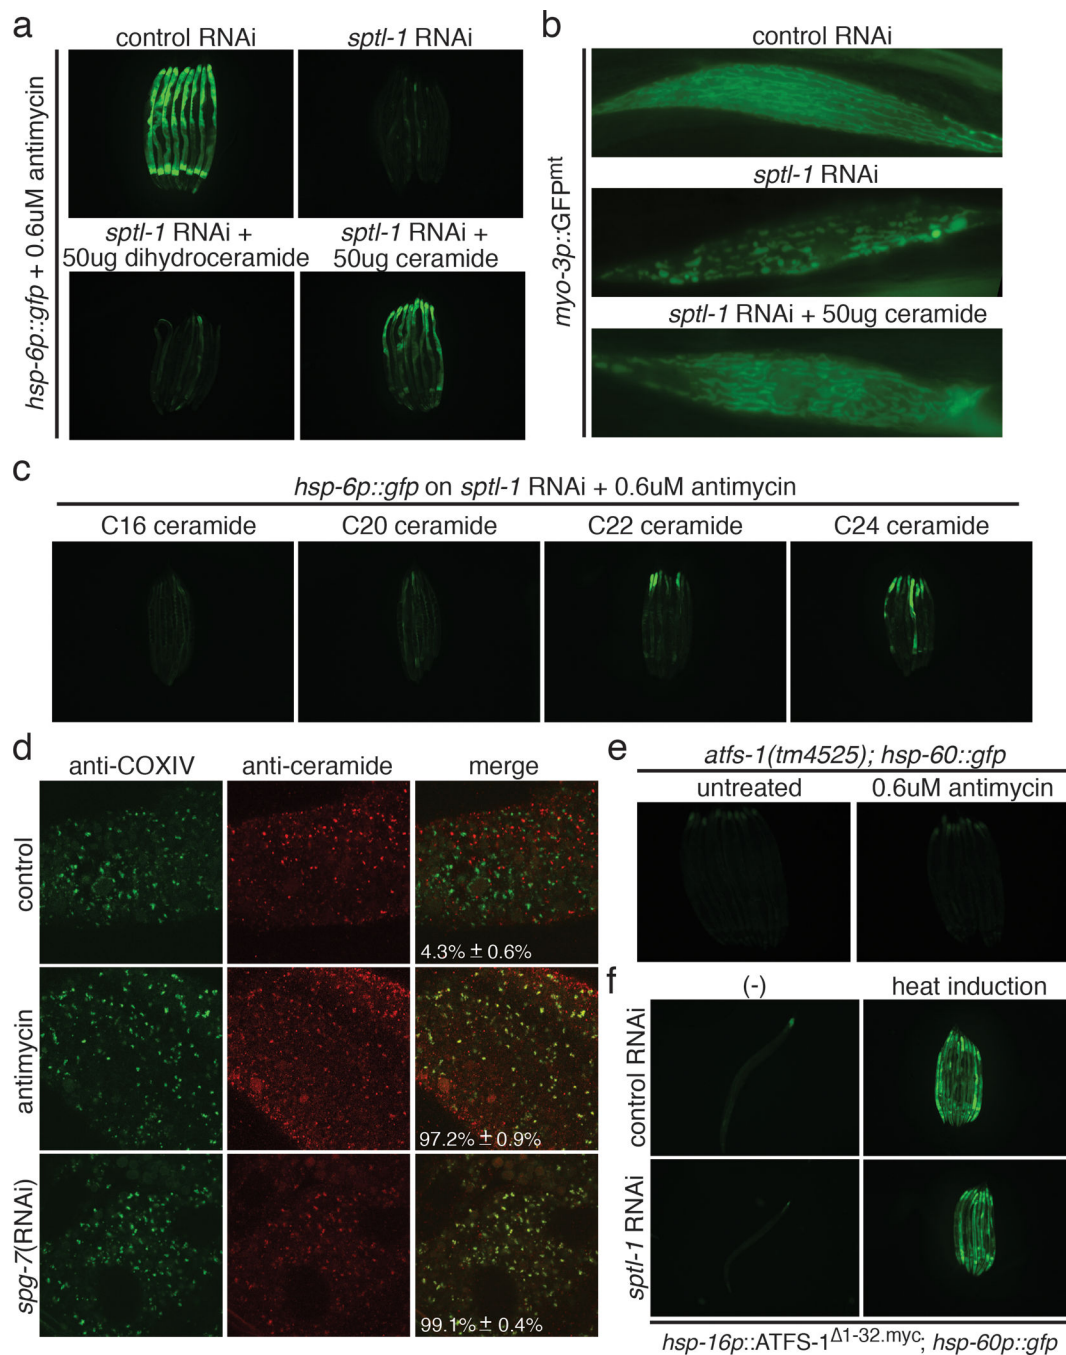 a
control RNAi
sptl-1 RNAi
hsp-6p::gfp + 0.6uM antimycin
sptl-1 RNAi +
50ug dihydroceramide
sptl-1 RNAi +
50ug ceramide
b
control RNAi
myo-3p::GFPmt
sptl-1 RNAi
sptl-1 RNAi + 50ug ceramide
c
hsp-6p::gfp on sptl-1 RNAi + 0.6uM antimycin
C16 ceramide
C20 ceramide
C22 ceramide
C24 ceramide
d
anti-COXIV
anti-ceramide
merge
control
4.3% ± 0.6%
antimycin
97.2% ± 0.9%
spg-7(RNAi)
99.1% ± 0.4%
e
atfs-1(tm4525); hsp-60::gfp
untreated
0.6uM antimycin
f
(-)
heat induction
control RNAi
sptl-1 RNAi
hsp-16p::ATFS-1Δ1-32.myc; hsp-60p::gfp